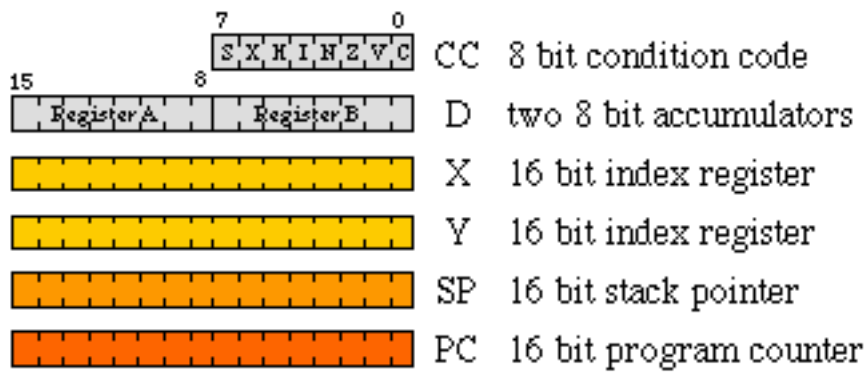 7 0
S X H I N Z V C CC 8 bit condition code
15 8
Register A Register B D two 8 bit accumulators
X 16 bit index register
Y 16 bit index register
SP 16 bit stack pointer
PC 16 bit program counter